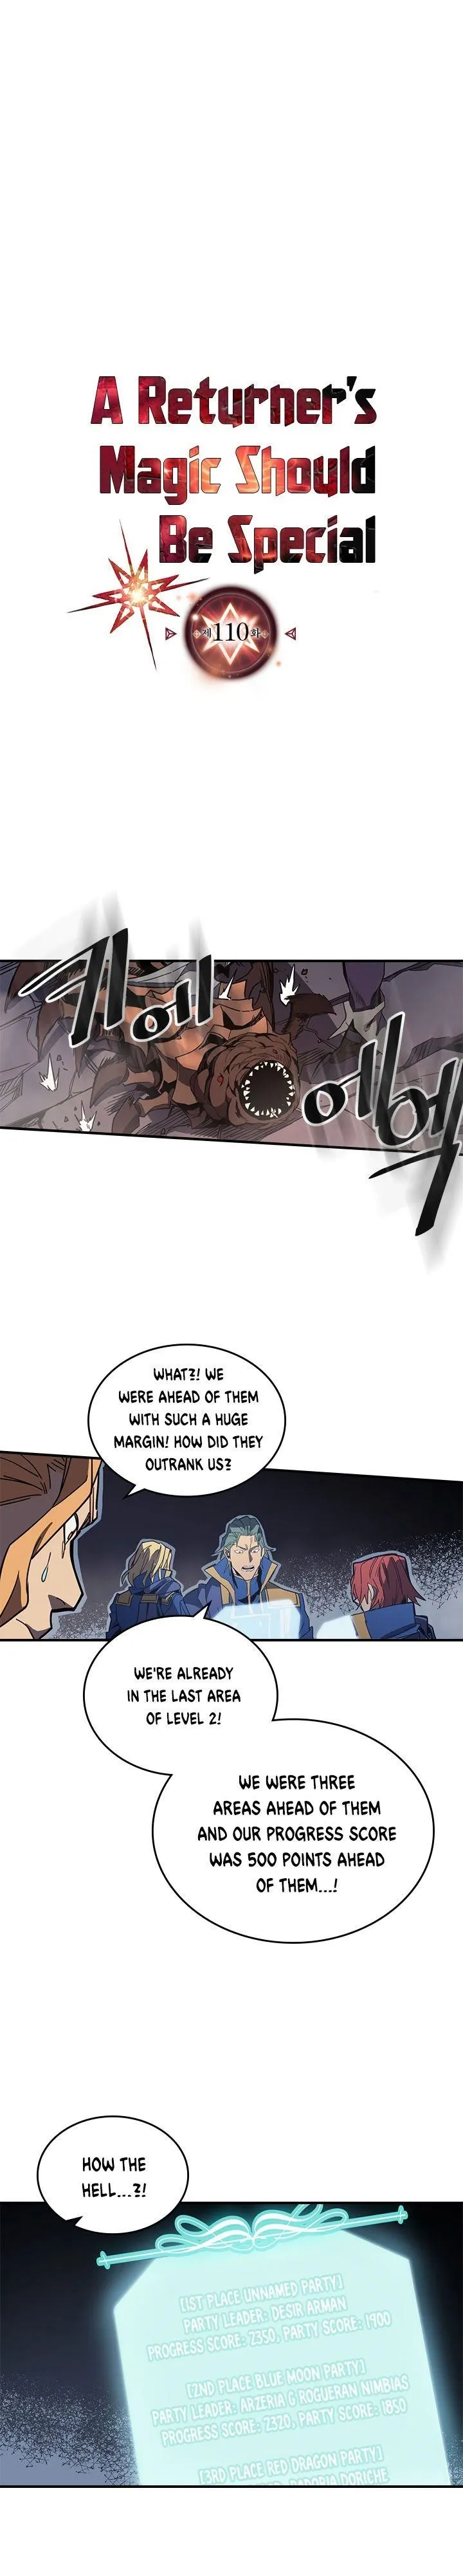 A Returner's
Magic Should
Be Special
제110화
끼에에
에엑
WHAT?! WE
WERE AHEAD OF THEM
WITH SUCH A HUGE
MARGIN! HOW DID THEY
OUTRANK US?
WE'RE ALREADY
IN THE LAST AREA
OF LEVEL 2!
WE WERE THREE
AREAS AHEAD OF THEM
AND OUR PROGRESS SCORE
WAS 500 POINTS AHEAD
OF THEM...!
HOW THE
HELL...?!
[1ST PLACE UNNAMED PARTY]
PARTY LEADER: DESIR ARMAN
PROGRESS SCORE: 2350, PARTY SCORE: 1900
[2ND PLACE BLUE MOON PARTY]
PARTY LEADER: ARZERIA G ROGUERAN NIMBIAS
PROGRESS SCORE: 2320, PARTY SCORE: 1850
[3RD PLACE RED DRAGON PARTY]
DORICHE